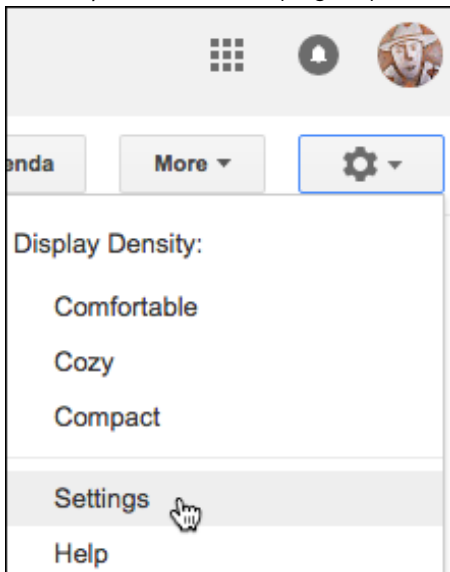 enda More
Display Density:
Comfortable
Cozy
Compact
Settings
Help